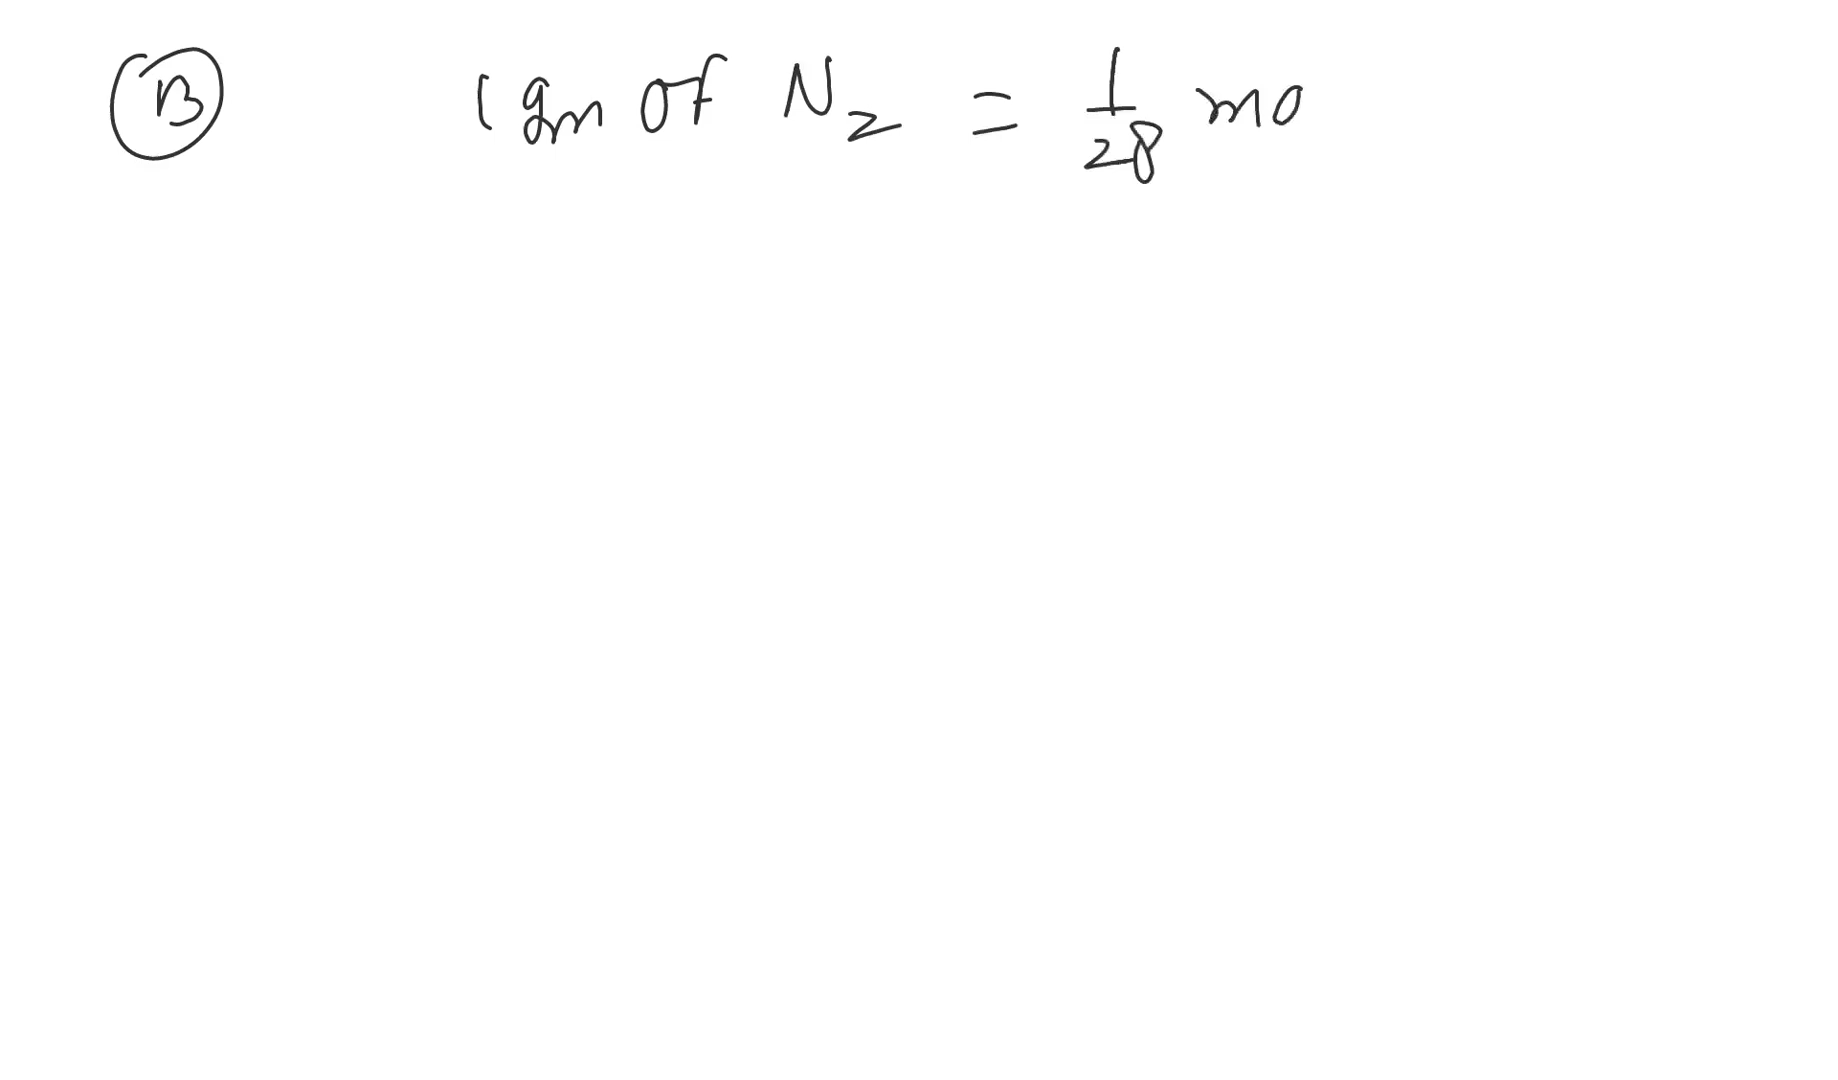 B 1 gm of N₂ = 1/28 mo